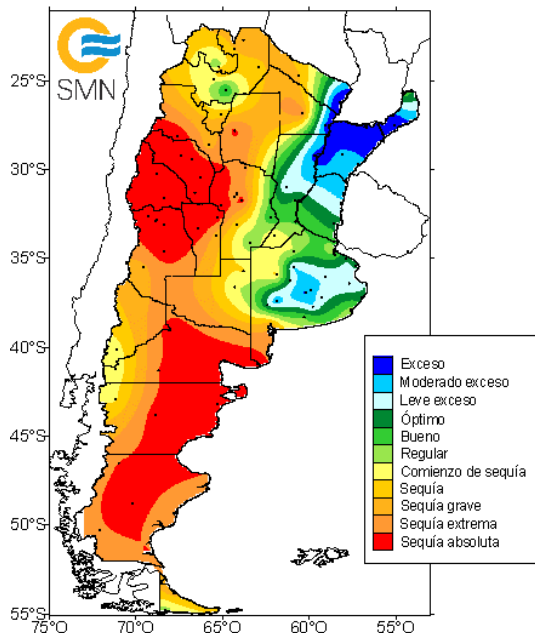 SMN
25°S
30°S
35°S
40°S
45°S
50°S
55°S
75°O
70°O
65°O
60°O
55°O
Exceso
Moderado exceso
Leve exceso
Óptimo
Bueno
Regular
Comienzo de sequía
Sequía
Sequía grave
Sequía extrema
Sequía absoluta